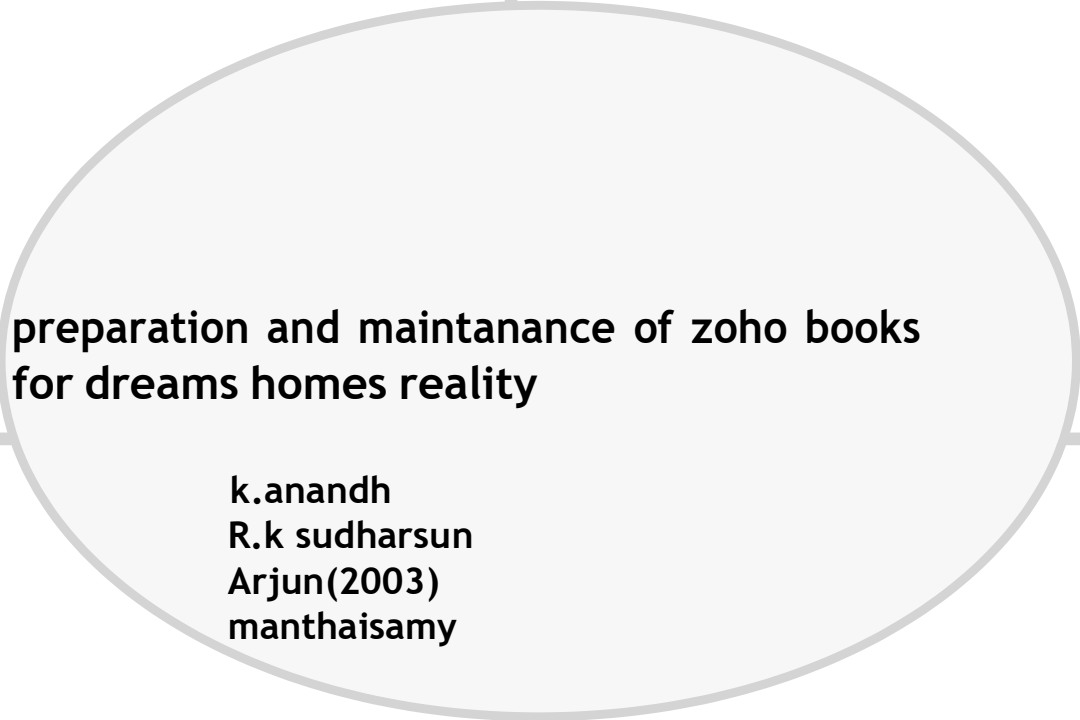 preparation and maintanance of zoho books
for dreams homes reality
k.anandh
R.k sudharsun
Arjun(2003)
manthaisamy